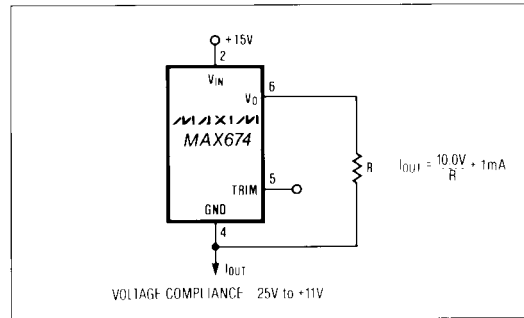 +15V
2
VIN
6
VO
MAXIM
MAX674
R
IOUT = 10.0V / R + 1mA
5
TRIM
GND
4
IOUT
VOLTAGE COMPLIANCE 25V to +11V